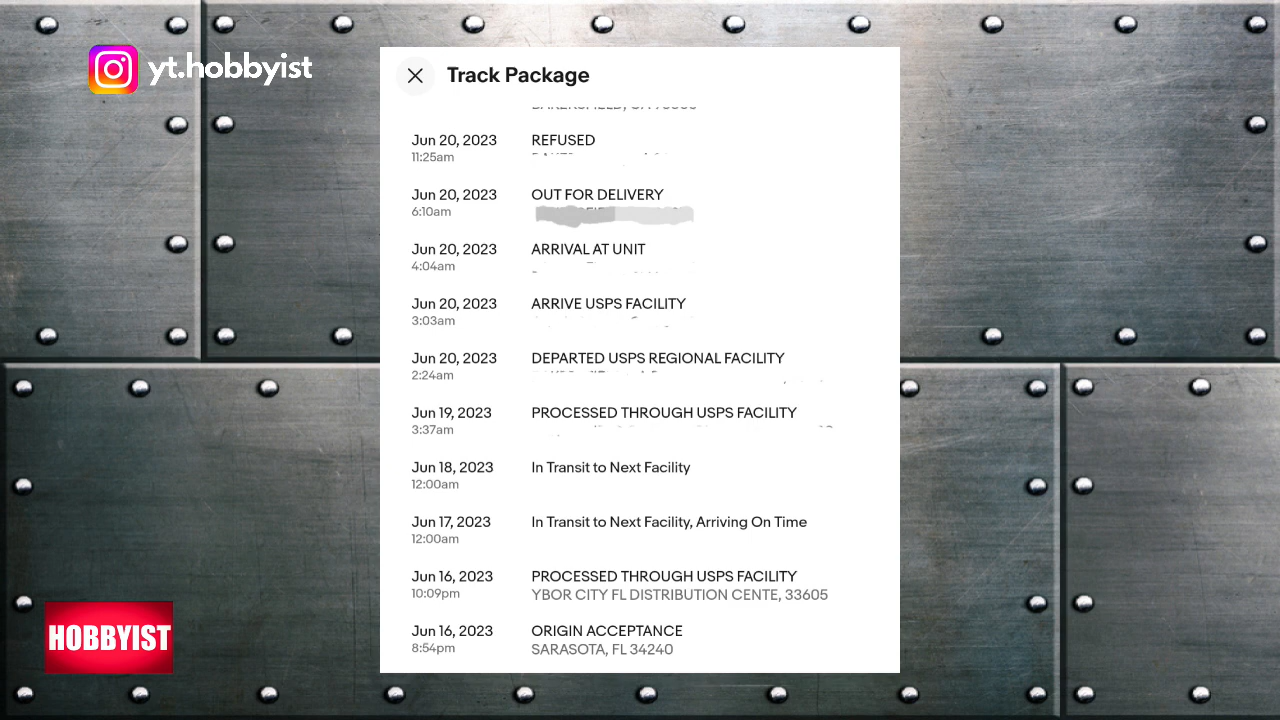 yt.hobbyist
Track Package
Jun 20, 2023 REFUSED
11:25am
Jun 20, 2023 OUT FOR DELIVERY
6:10am
Jun 20, 2023 ARRIVAL AT UNIT
4:04am
Jun 20, 2023 ARRIVE USPS FACILITY
3:03am
Jun 20, 2023 DEPARTED USPS REGIONAL FACILITY
2:24am
Jun 19, 2023 PROCESSED THROUGH USPS FACILITY
3:37am
Jun 18, 2023 In Transit to Next Facility
12:00am
Jun 17, 2023 In Transit to Next Facility, Arriving On Time
12:00am
Jun 16, 2023 PROCESSED THROUGH USPS FACILITY
10:09pm YBOR CITY FL DISTRIBUTION CENTE, 33605
Jun 16, 2023 ORIGIN ACCEPTANCE
8:54pm SARASOTA, FL 34240
HOBBYIST